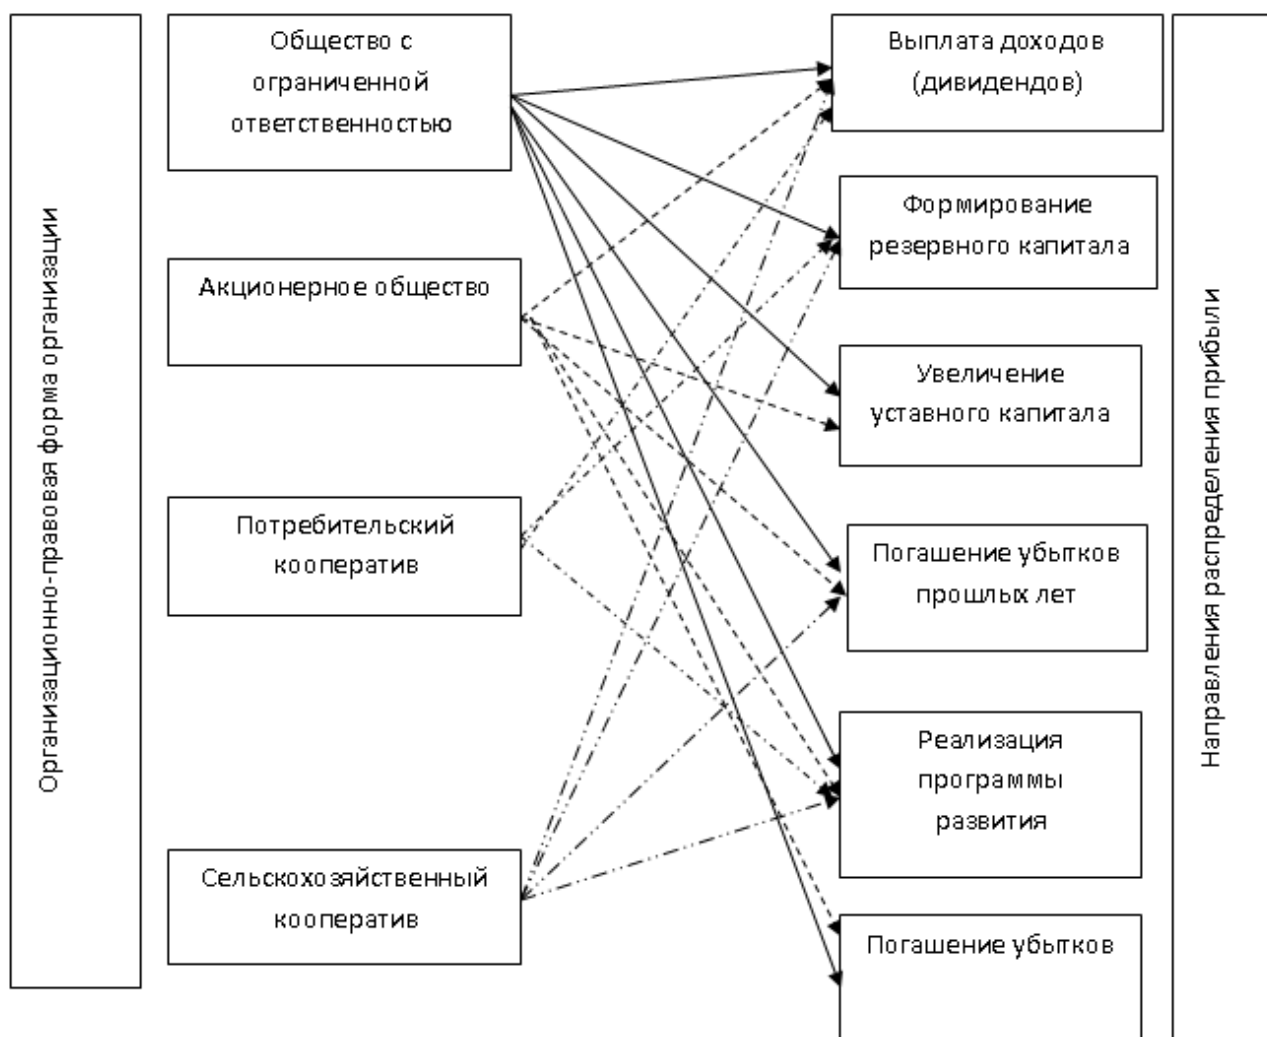 Организационно-правовая форма организации
Общество с
ограниченной
ответственностью
Акционерное общество
Потребительский
кооператив
Сельскохозяйственный
кооператив
Выплата доходов
(дивидендов)
Формирование
резервного капитала
Увеличение
уставного капитала
Погашение убытков
прошлых лет
Реализация
программы
развития
Погашение убытков
Направления распределения прибыли